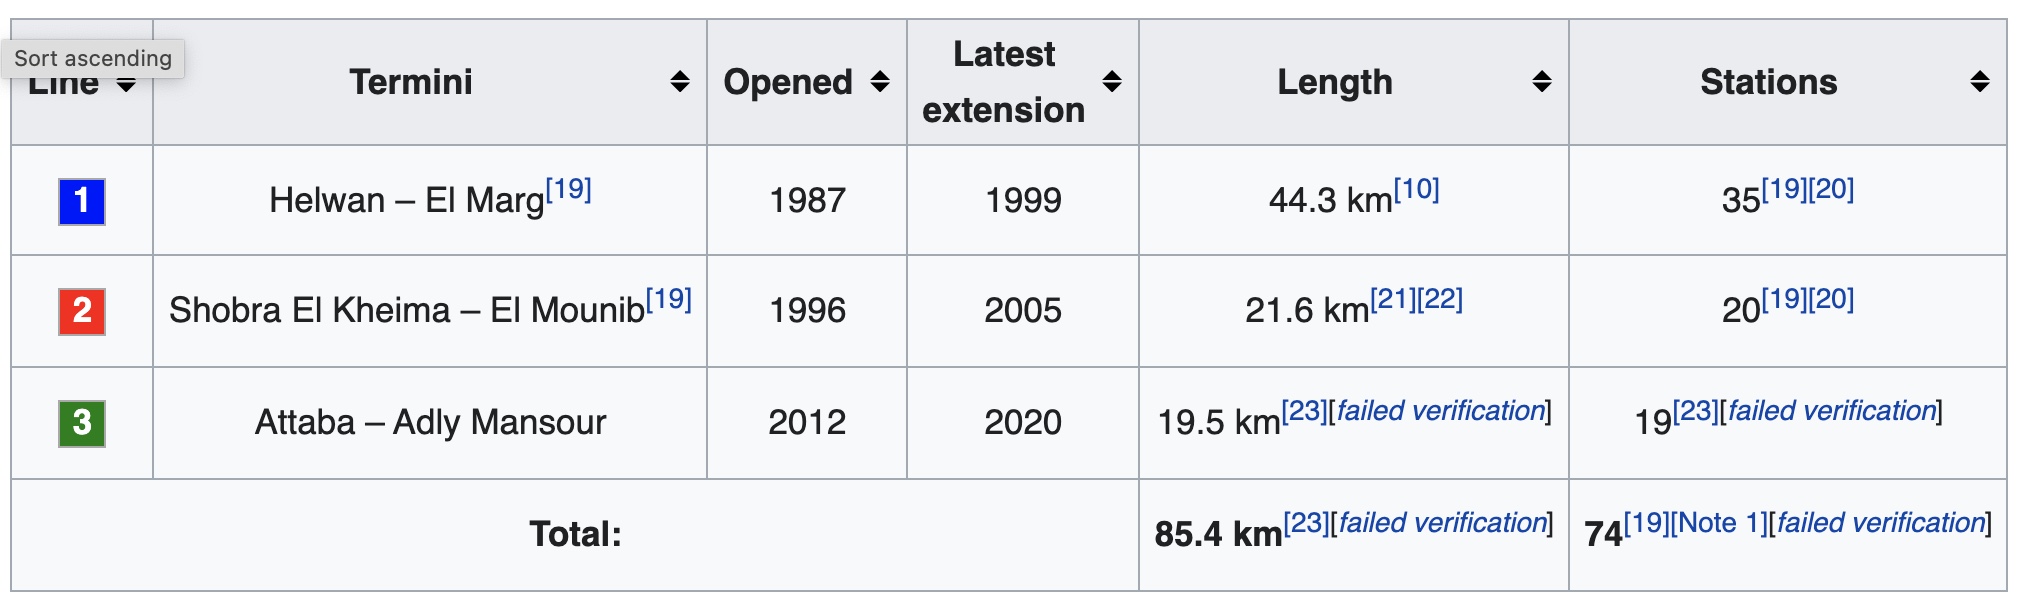 Sort ascending
Line
Termini
Opened
Latest
extension
Length
Stations
1
Helwan – El Marg[19]
1987
1999
44.3 km[10]
35[19][20]
2
Shobra El Kheima – El Mounib[19]
1996
2005
21.6 km[21][22]
20[19][20]
3
Attaba – Adly Mansour
2012
2020
19.5 km[23][failed verification]
19[23][failed verification]
Total:
85.4 km[23][failed verification]
74[19][Note 1][failed verification]